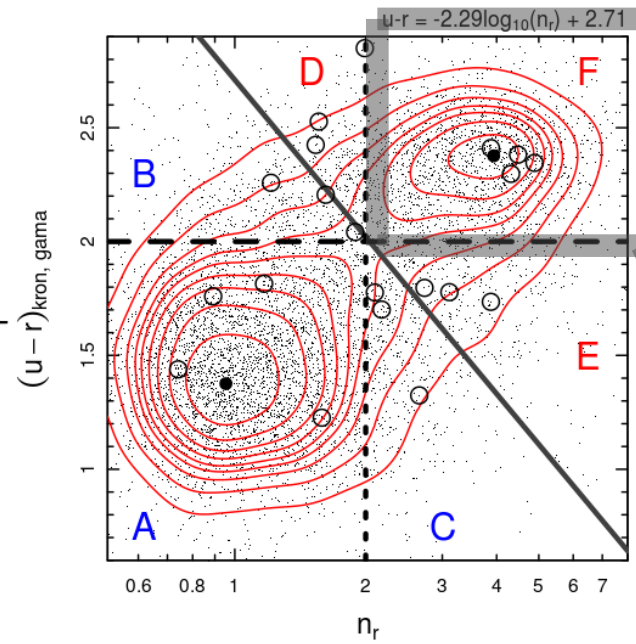 u-r = -2.29log₁₀(nᵣ) + 2.71
D
F
2.5
B
2
(u−r)kron, gama
1.5
E
1
A
C
0.6 0.8 1 2 3 4 5 6 7
nᵣ